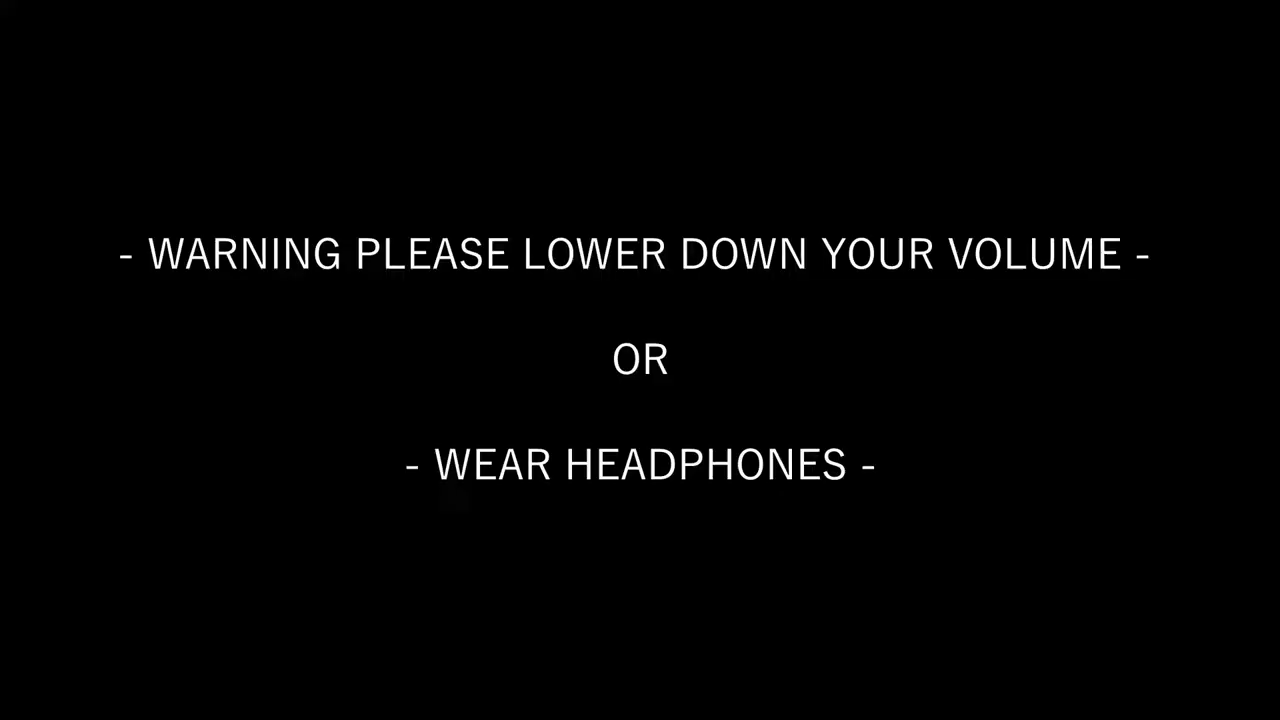 - WARNING PLEASE LOWER DOWN YOUR VOLUME -
OR
- WEAR HEADPHONES -